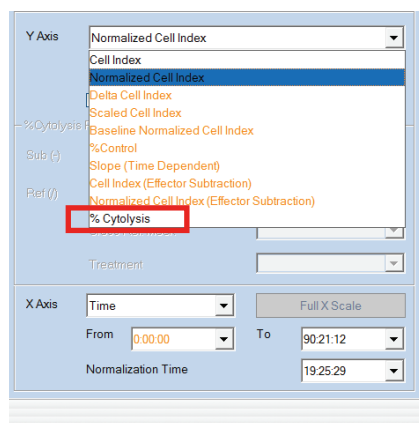 Y Axis Normalized Cell Index
Cell Index
Normalized Cell Index
Delta Cell Index
Scaled Cell Index
%Cytolysis Baseline Normalized Cell Index
Sub (-) %Control
Slope (Time Dependent)
Ref (/) Cell Index (Effector Subtraction)
Normalized Cell Index (Effector Subtraction)
% Cytolysis
Treatment
X Axis Time Full X Scale
From 0:00:00 To 90:21:12
Normalization Time 19:25:29